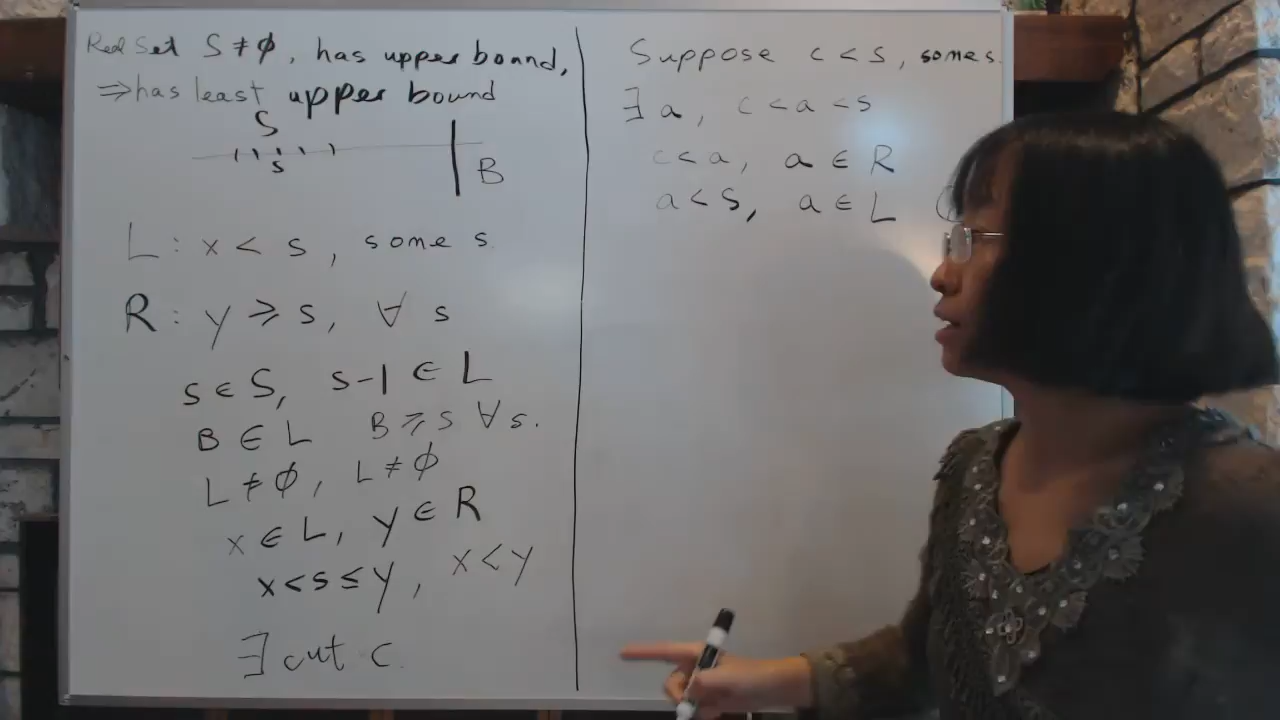 Real Set S ≠ ϕ, has upper bound,
⇒ has least upper bound
S
s
B
L: x < s, some s
R: y ⩾ s, ∀ s
s ∈ S, s-1 ∈ L
B ∈ L B ⩾ s ∀ s.
L ≠ ϕ, L ≠ ϕ
x ∈ L, y ∈ R
x < s ≤ y, x < y
∃ cut c.
Suppose c < s, some s.
∃ a, c < a < s
c < a, a ∈ R
a < s, a ∈ L